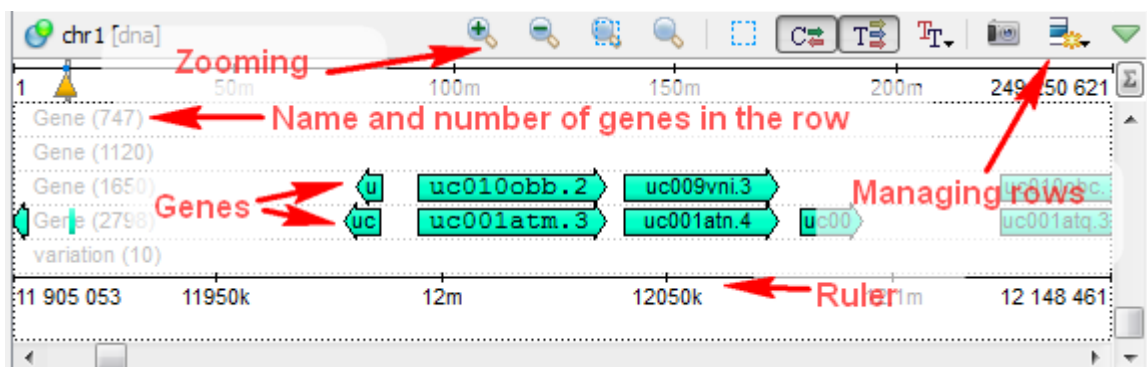 chr1 [dna]
C T TT
Zooming
1 50m 100m 150m 200m 249 250 621 Σ
Gene (747) Name and number of genes in the row
Gene (1120)
Gene (1650) u uc010obb.2 uc009vni.3 Managing rows uc010obc.
Gene (2798) Genes uc uc001atm.3 uc001atn.4 uc00 uc001atq.3
variation (10)
11 905 053 11950k 12m 12050k Ruler 12 148 461